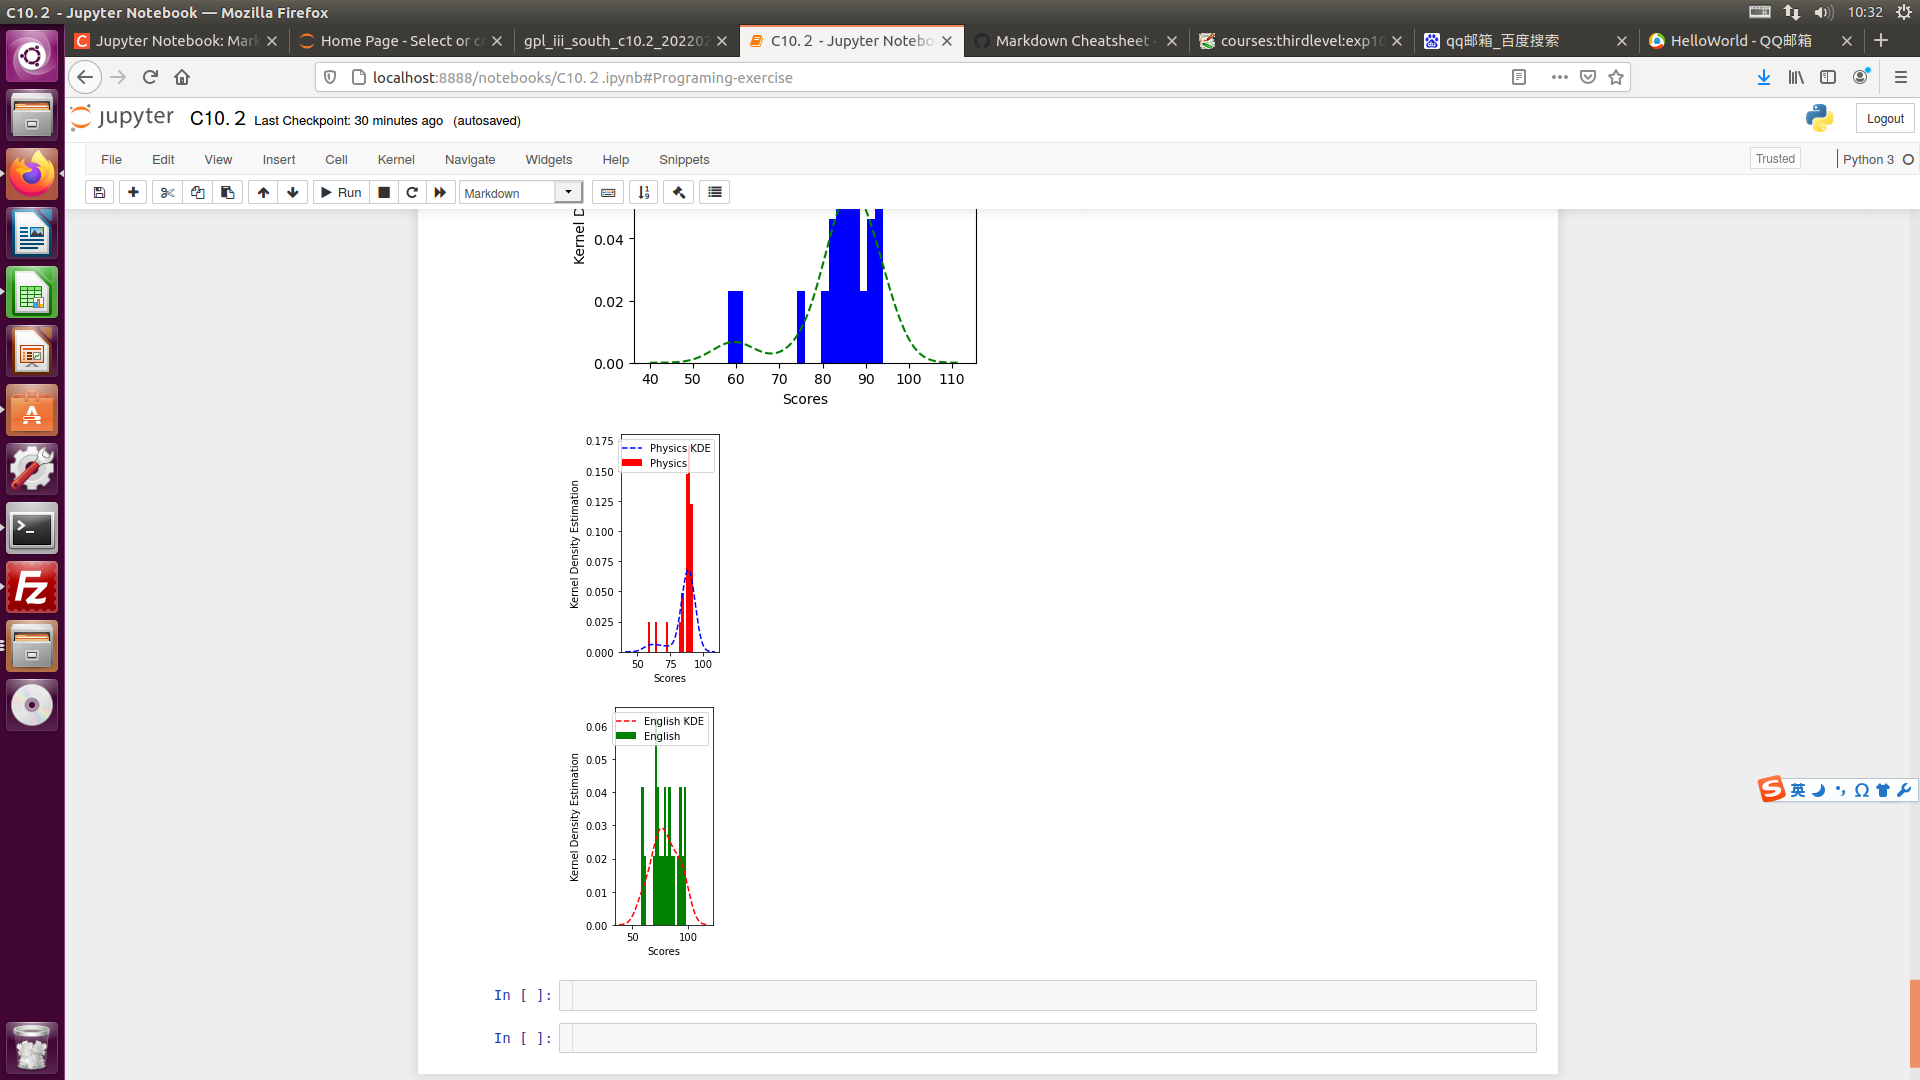 C10. 2 - Jupyter Notebook — Mozilla Firefox
10:32
Jupyter Notebook: Mark
Home Page - Select or cr
gpl_iii_south_c10.2_20220
C10. 2 - Jupyter Notebo
Markdown Cheatsheet ·
courses:thirdlevel:exp10
qq邮箱_百度搜索
HelloWorld - QQ邮箱
localhost:8888/notebooks/C10. 2 .ipynb#Programing-exercise
jupyter
C10. 2
Last Checkpoint: 30 minutes ago
(autosaved)
Logout
File
Edit
View
Insert
Cell
Kernel
Navigate
Widgets
Help
Snippets
Trusted
Python 3
Run
Markdown
Kernel D
0.04
0.02
0.00
40 50 60 70 80 90 100 110
Scores
0.175
0.150
0.125
0.100
0.075
0.050
0.025
0.000
Kernel Density Estimation
Physics KDE
Physics
50 75 100
Scores
0.06
0.05
0.04
0.03
0.02
0.01
0.00
Kernel Density Estimation
English KDE
English
50 100
Scores
英
In [ ]:
In [ ]: